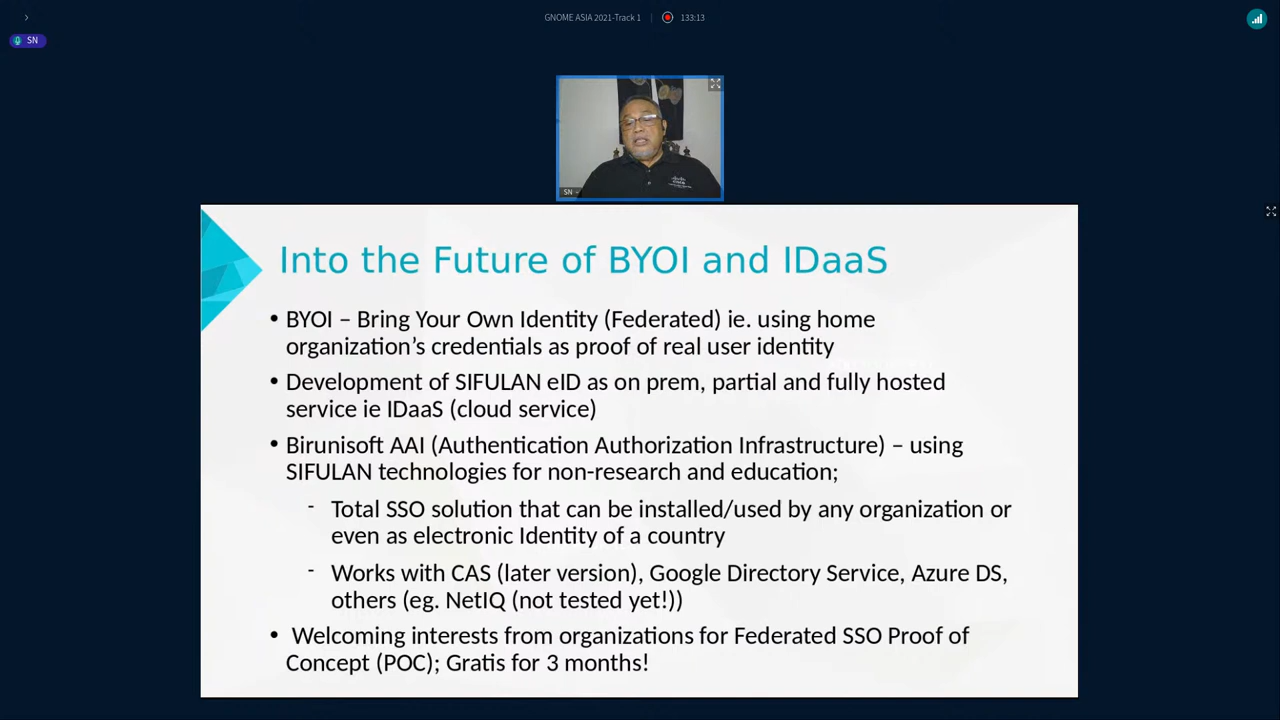 GNOME ASIA 2021-Track 1 | 133:13
SN
SN
Into the Future of BYOI and IDaaS
• BYOI – Bring Your Own Identity (Federated) ie. using home
organization’s credentials as proof of real user identity
• Development of SIFULAN eID as on prem, partial and fully hosted
service ie IDaaS (cloud service)
• Birunisoft AAI (Authentication Authorization Infrastructure) – using
SIFULAN technologies for non-research and education;
- Total SSO solution that can be installed/used by any organization or
even as electronic Identity of a country
- Works with CAS (later version), Google Directory Service, Azure DS,
others (eg. NetIQ (not tested yet!))
• Welcoming interests from organizations for Federated SSO Proof of
Concept (POC); Gratis for 3 months!